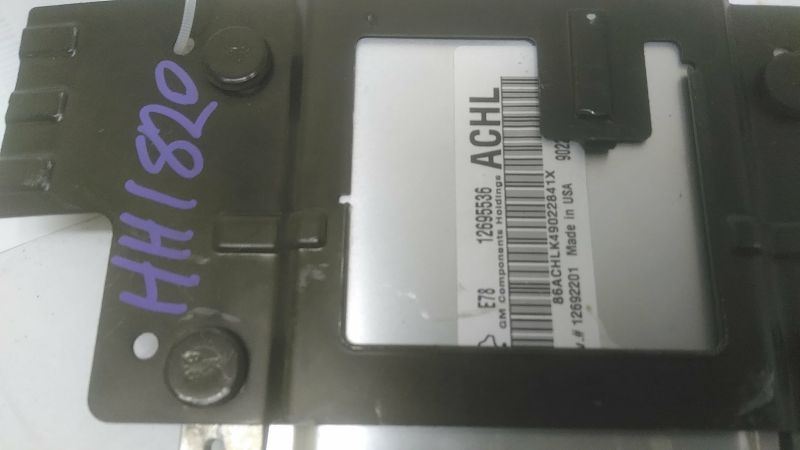 HH1820
ACHL
E78 12695536
GM Components Holdings
86ACHLK49022841X
v.# 12692201 Made in USA 9022